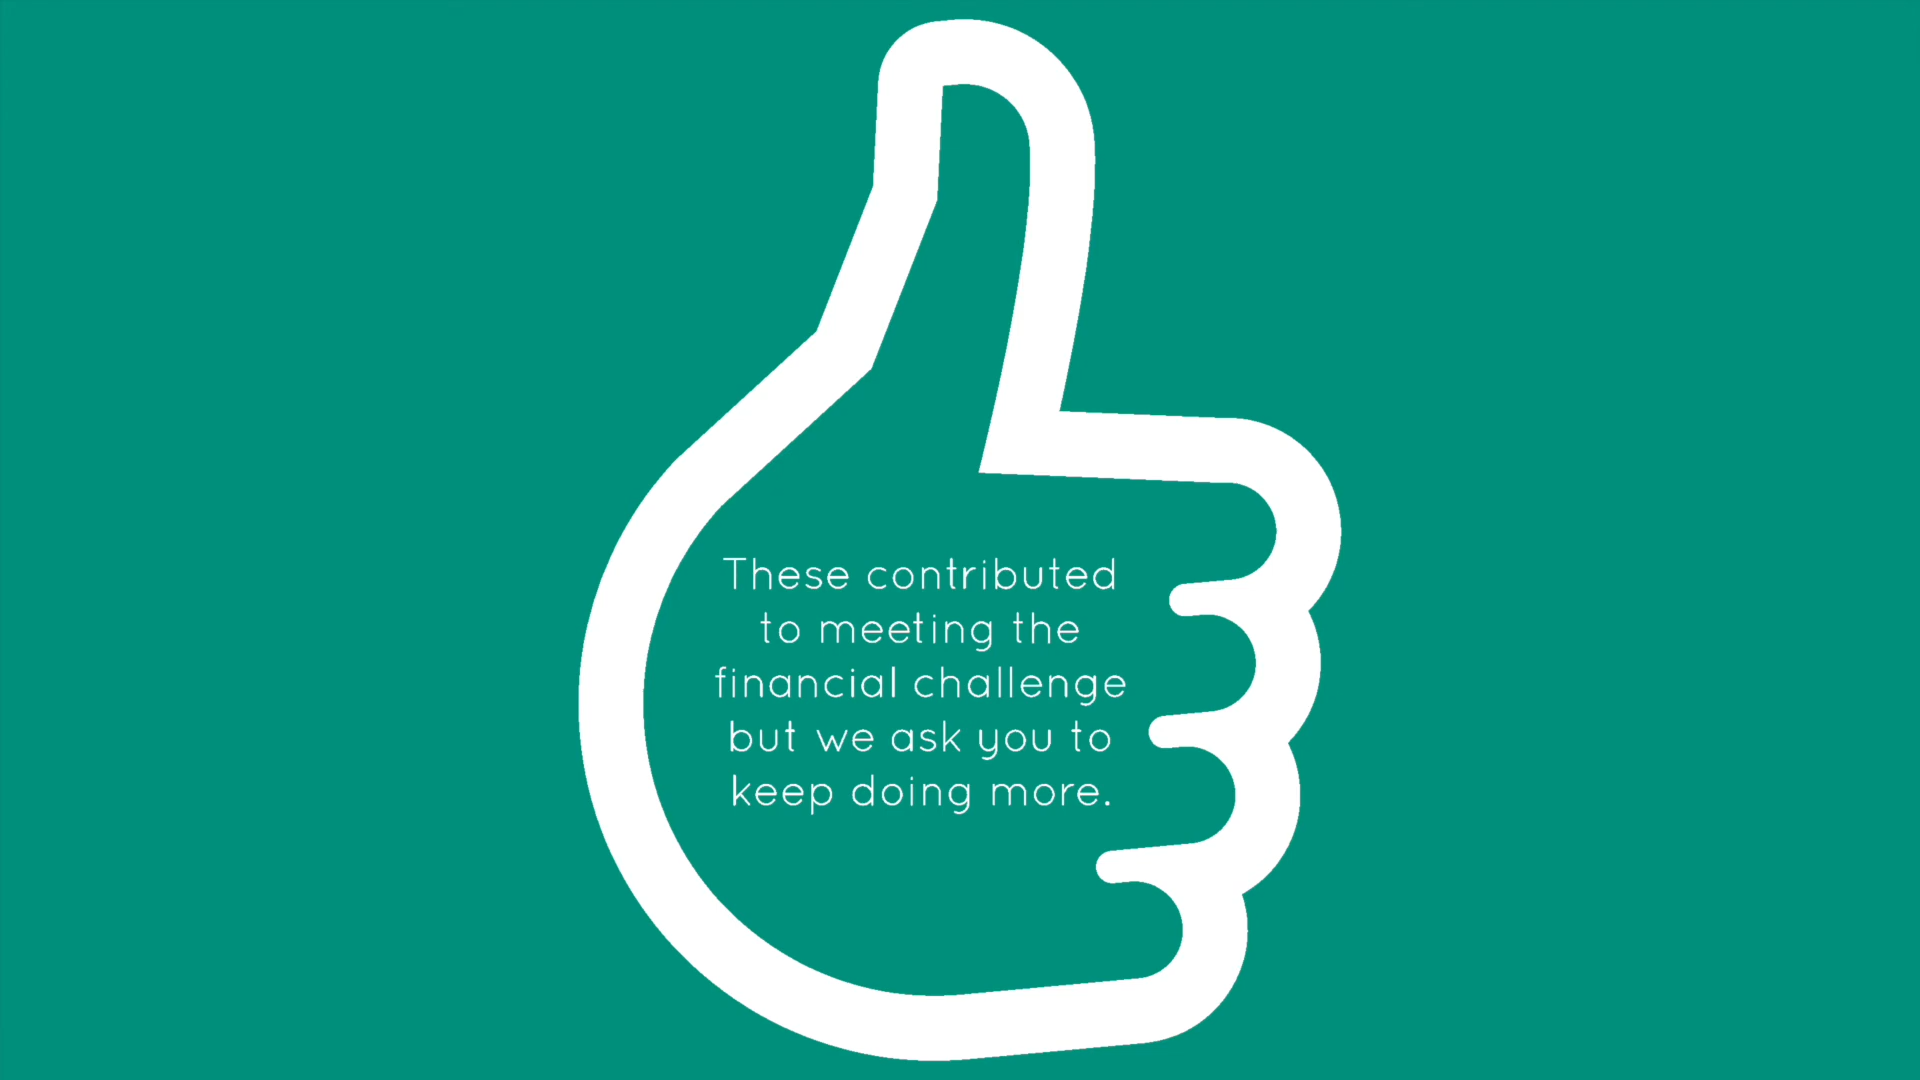 These contributed
to meeting the
financial challenge
but we ask you to
keep doing more.